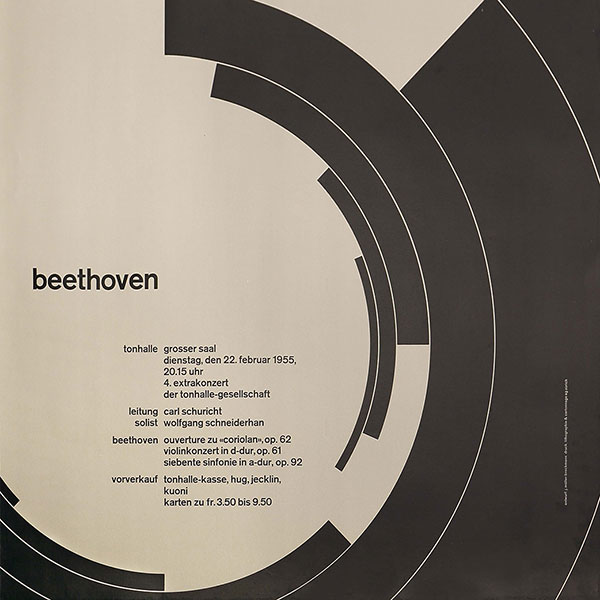 beethoven
tonhalle grosser saal
dienstag, den 22. februar 1955,
20.15 uhr
4. extrakonzert
der tonhalle-gesellschaft
leitung carl schuricht
solist wolfgang schneiderhan
beethoven ouverture zu «coriolan», op. 62
violinkonzert in d-dur, op. 61
siebente sinfonie in a-dur, op. 92
vorverkauf tonhalle-kasse, hug, jecklin,
kuoni
karten zu fr. 3.50 bis 9.50